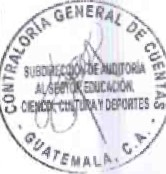 CONTRALORÍA GENERAL DE CUENTAS
SUBDIRECCIÓN DE AUDITORÍA
AL SECTOR EDUCACIÓN,
CIENCIA, CULTURA Y DEPORTES
GUATEMALA, C.A.